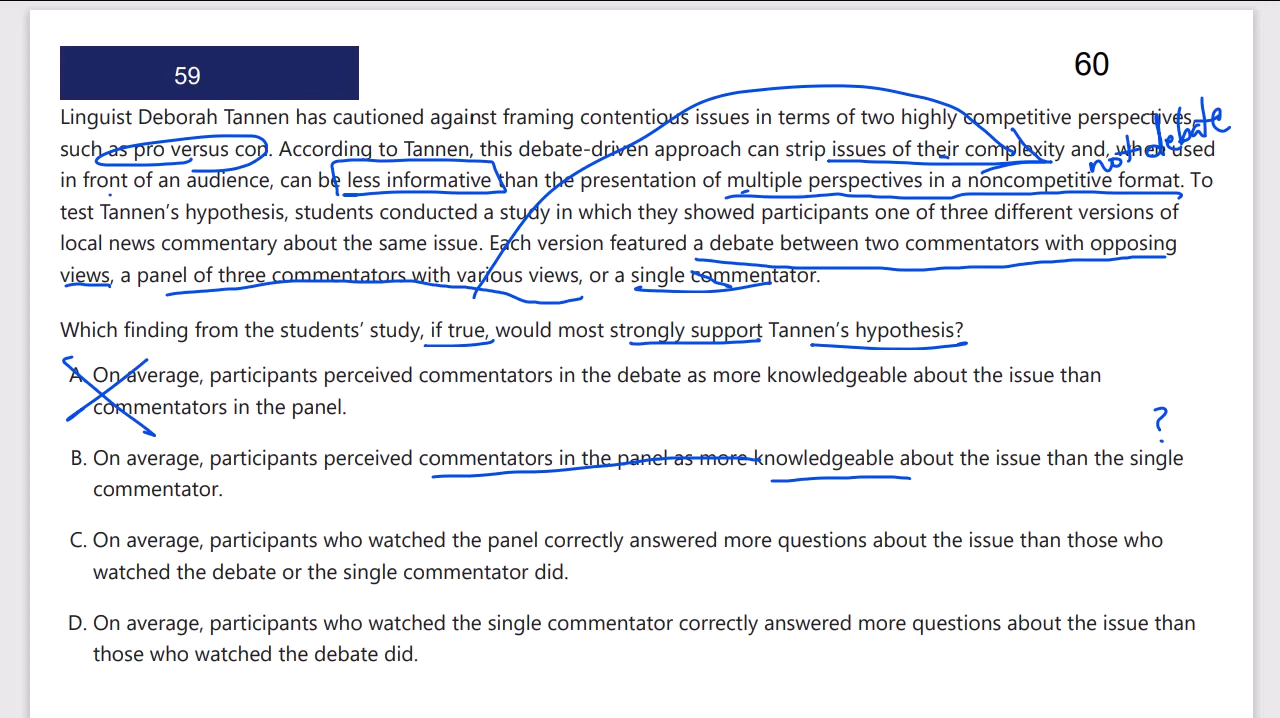 59
60
Linguist Deborah Tannen has cautioned against framing contentious issues in terms of two highly competitive perspectives,
such as pro versus con. According to Tannen, this debate-driven approach can strip issues of their complexity and, when used
not debate
in front of an audience, can be less informative than the presentation of multiple perspectives in a noncompetitive format. To
test Tannen’s hypothesis, students conducted a study in which they showed participants one of three different versions of
local news commentary about the same issue. Each version featured a debate between two commentators with opposing
views, a panel of three commentators with various views, or a single commentator.
Which finding from the students’ study, if true, would most strongly support Tannen’s hypothesis?
A. On average, participants perceived commentators in the debate as more knowledgeable about the issue than
commentators in the panel.
?
B. On average, participants perceived commentators in the panel as more knowledgeable about the issue than the single
commentator.
C. On average, participants who watched the panel correctly answered more questions about the issue than those who
watched the debate or the single commentator did.
D. On average, participants who watched the single commentator correctly answered more questions about the issue than
those who watched the debate did.